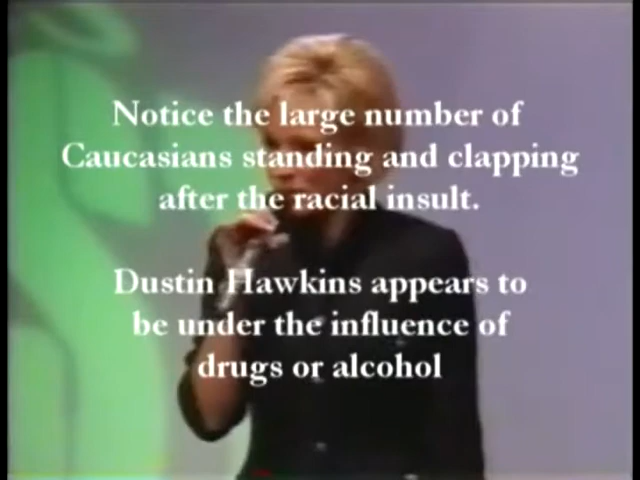 Notice the large number of
Caucasians standing and clapping
after the racial insult.
Dustin Hawkins appears to
be under the influence of
drugs or alcohol